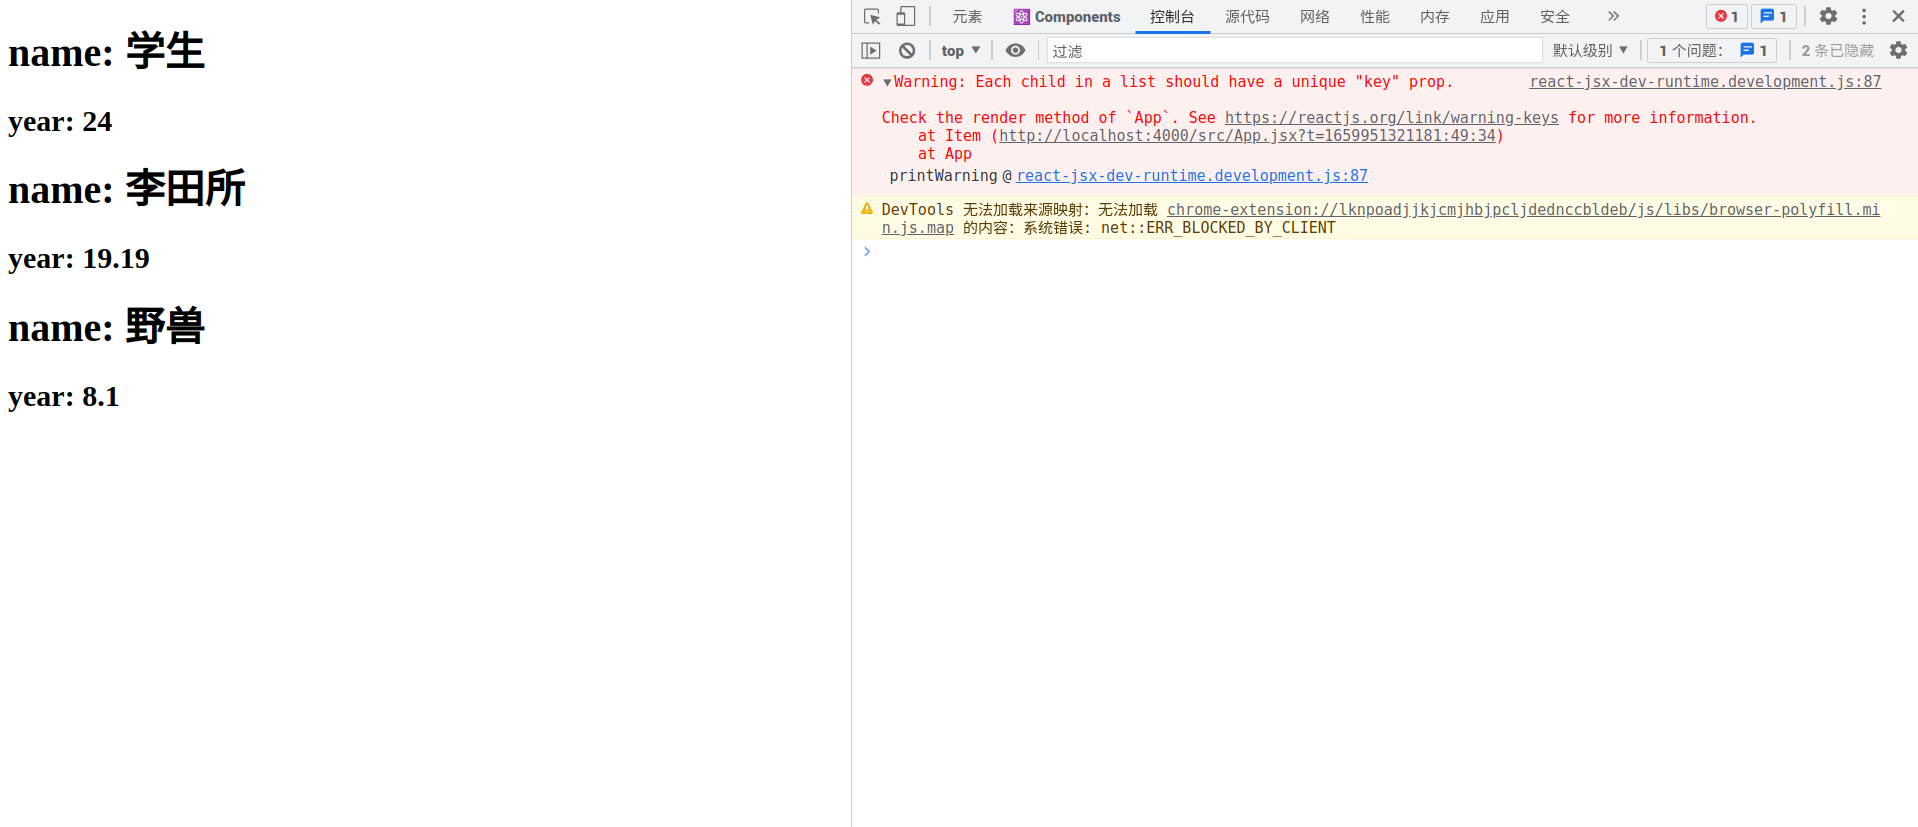 name: 学生
year: 24
name: 李田所
year: 19.19
name: 野兽
year: 8.1
元素 Components 控制台 源代码 网络 性能 内存 应用 安全 1 1
top 过滤 默认级别 1 个问题: 1 2 条已隐藏
Warning: Each child in a list should have a unique "key" prop. react-jsx-dev-runtime.development.js:87
Check the render method of `App`. See https://reactjs.org/link/warning-keys for more information.
at Item (http://localhost:4000/src/App.jsx?t=1659951321181:49:34)
at App
printWarning @ react-jsx-dev-runtime.development.js:87
DevTools 无法加载来源映射: 无法加载 chrome-extension://lknpoadjjkjcmjhbjpcljdednccbldeb/js/libs/browser-polyfill.mi
n.js.map 的内容: 系统错误: net::ERR_BLOCKED_BY_CLIENT